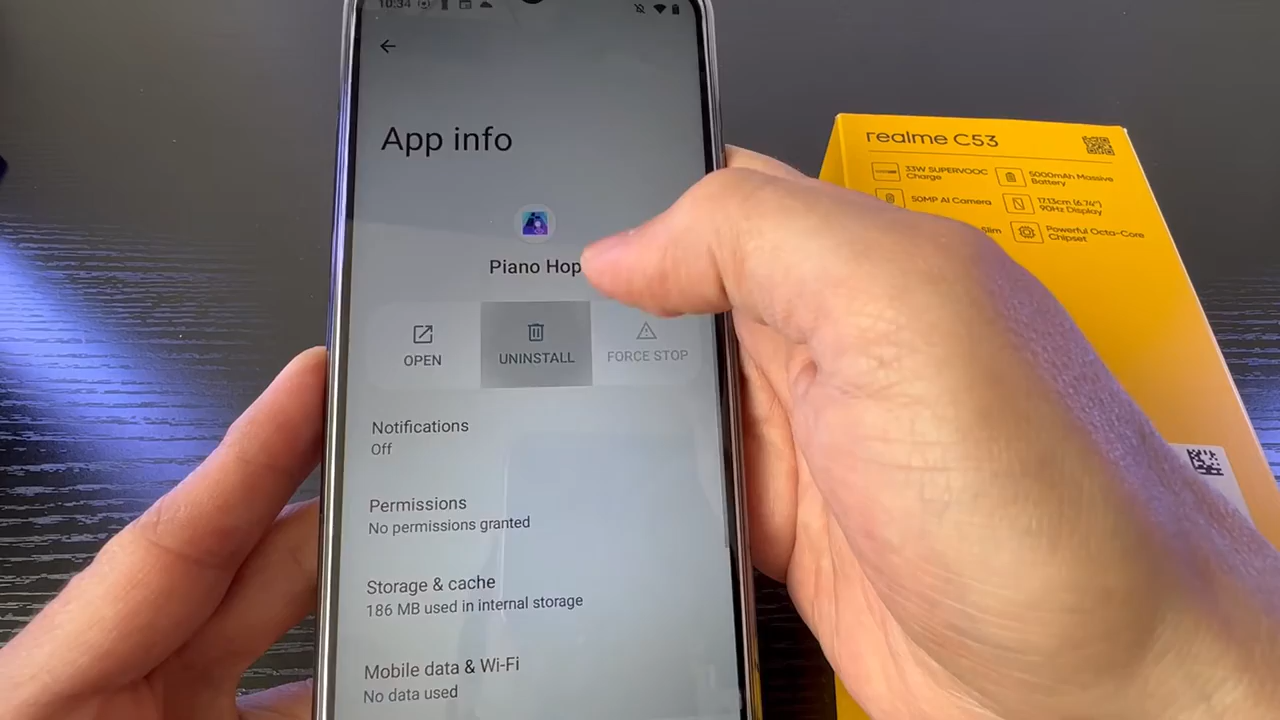 10:34
App info
Piano Hop
OPEN
UNINSTALL
FORCE STOP
Notifications
Off
Permissions
No permissions granted
Storage & cache
186 MB used in internal storage
Mobile data & Wi-Fi
No data used
realme C53
33W SUPERVOOC
Charge
5000mAh Massive
Battery
50MP AI Camera
17.13cm (6.74")
90Hz Display
Slim
Powerful Octa-Core
Chipset